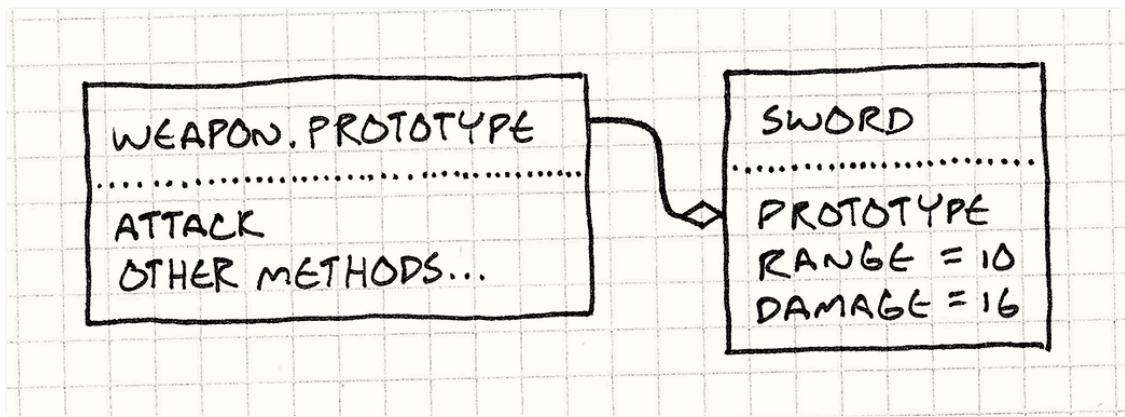 WEAPON.PROTOTYPE
ATTACK
OTHER METHODS...
SWORD
PROTOTYPE
RANGE = 10
DAMAGE = 16